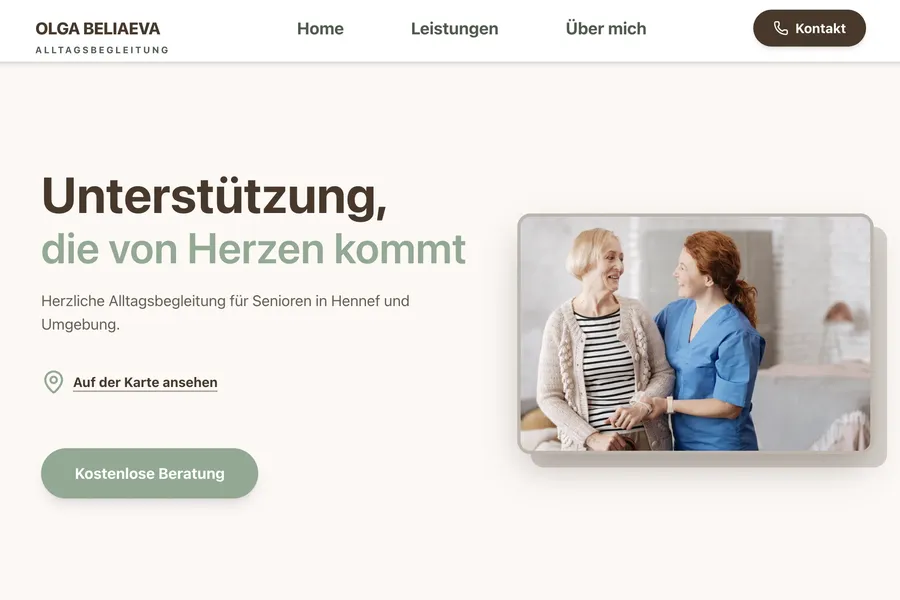 OLGA BELIAEVA
ALLTAGSBEGLEITUNG
Home
Leistungen
Über mich
Kontakt
Unterstützung,
die von Herzen kommt
Herzliche Alltagsbegleitung für Senioren in Hennef und
Umgebung.
Auf der Karte ansehen
Kostenlose Beratung